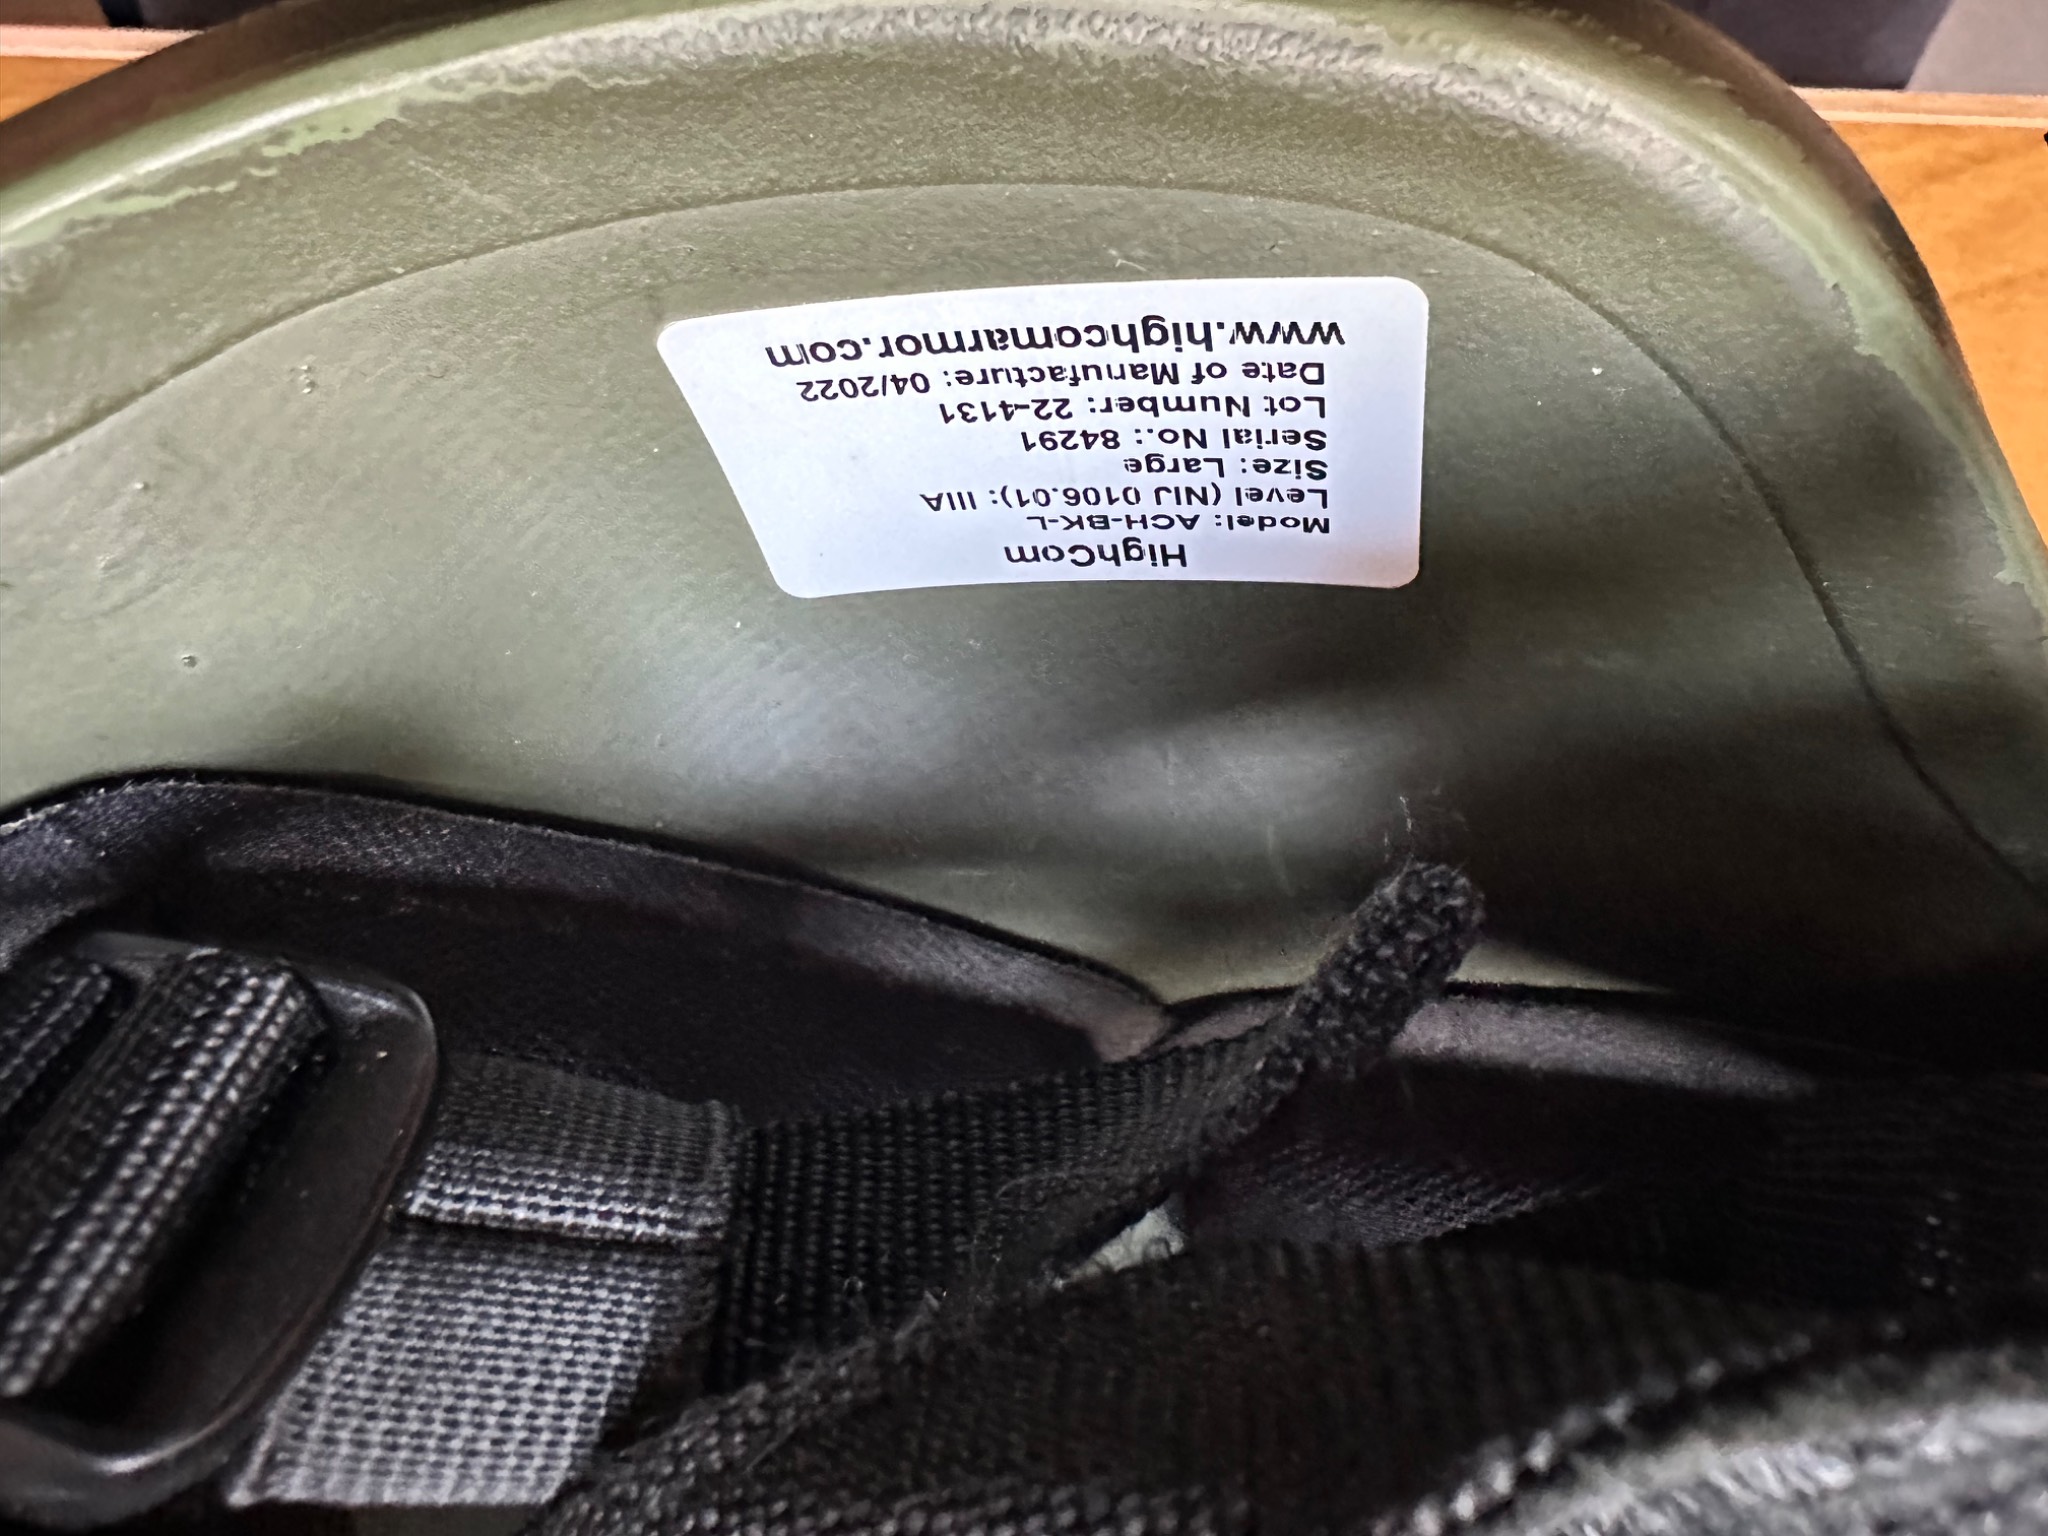 HighCom
Model: ACH-BK-L
Level (NIJ 0106.01): IIIA
Size: Large
Serial No.: 84291
Lot Number: 22-4131
Date of Manufacture: 04/2022
www.highcomarmor.com